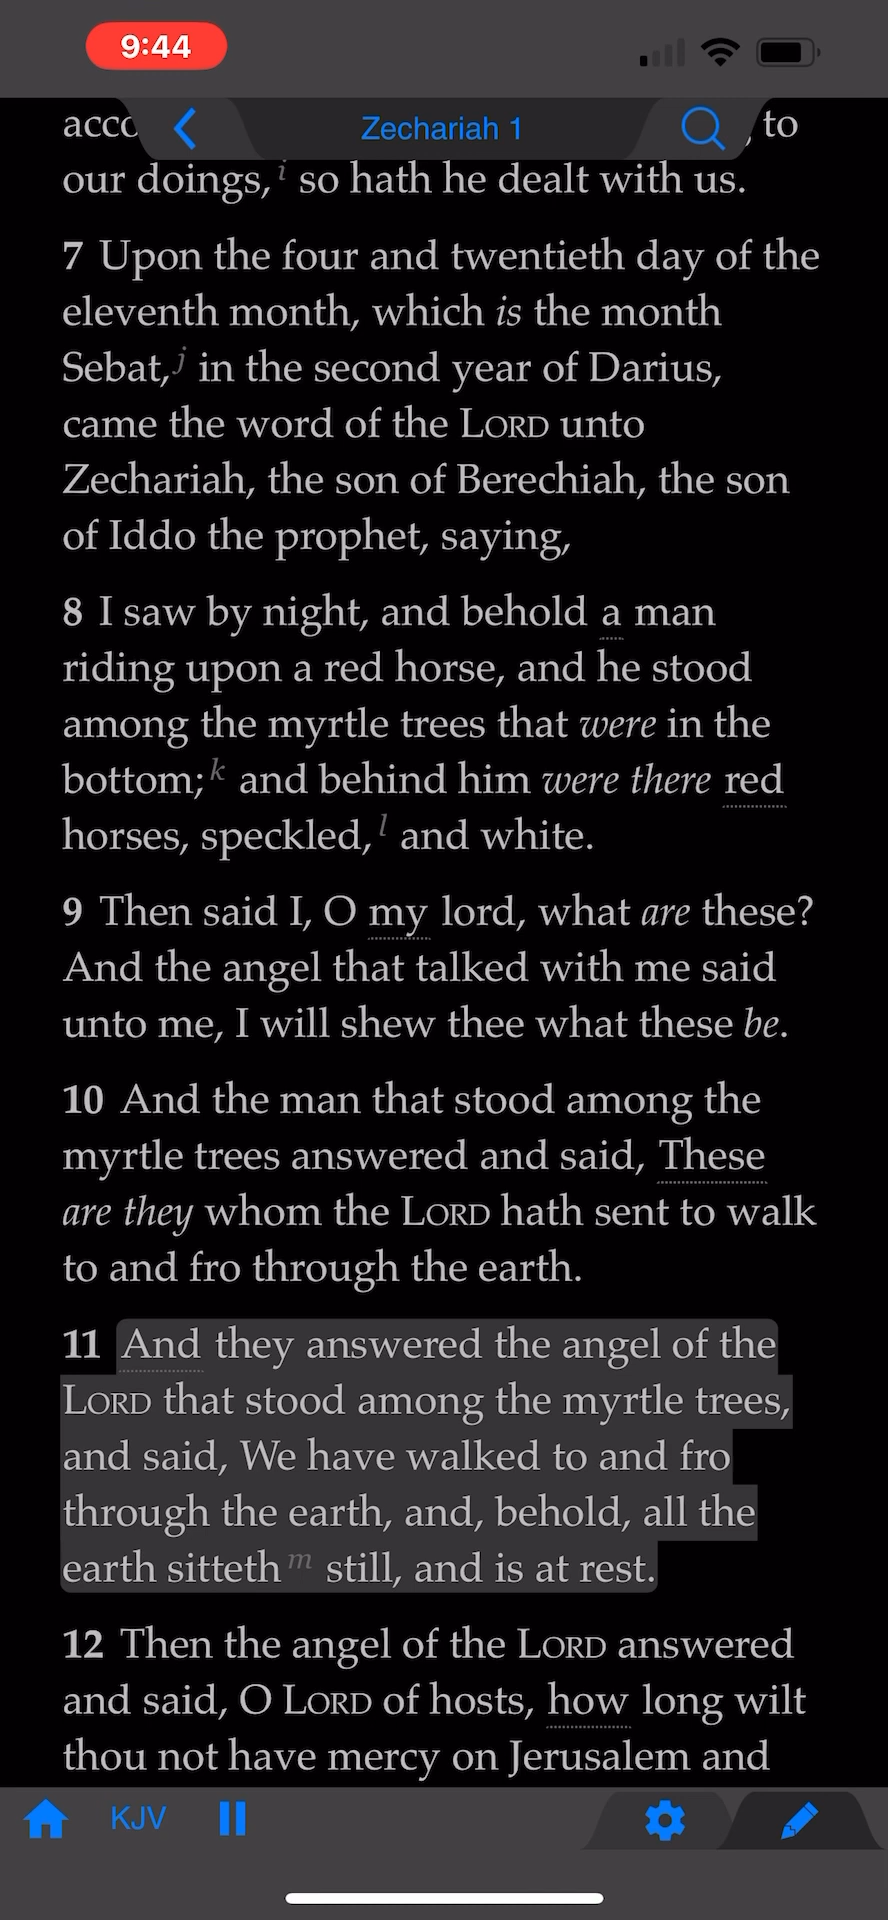 9:44
Zechariah 1
to
our doings, i so hath he dealt with us.
7 Upon the four and twentieth day of the
eleventh month, which is the month
Sebat, j in the second year of Darius,
came the word of the LORD unto
Zechariah, the son of Berechiah, the son
of Iddo the prophet, saying,
8 I saw by night, and behold a man
riding upon a red horse, and he stood
among the myrtle trees that were in the
bottom; k and behind him were there red
horses, speckled, l and white.
9 Then said I, O my lord, what are these?
And the angel that talked with me said
unto me, I will shew thee what these be.
10 And the man that stood among the
myrtle trees answered and said, These
are they whom the LORD hath sent to walk
to and fro through the earth.
11 And they answered the angel of the
LORD that stood among the myrtle trees,
and said, We have walked to and fro
through the earth, and, behold, all the
earth sitteth m still, and is at rest.
12 Then the angel of the LORD answered
and said, O LORD of hosts, how long wilt
thou not have mercy on Jerusalem and
KJV